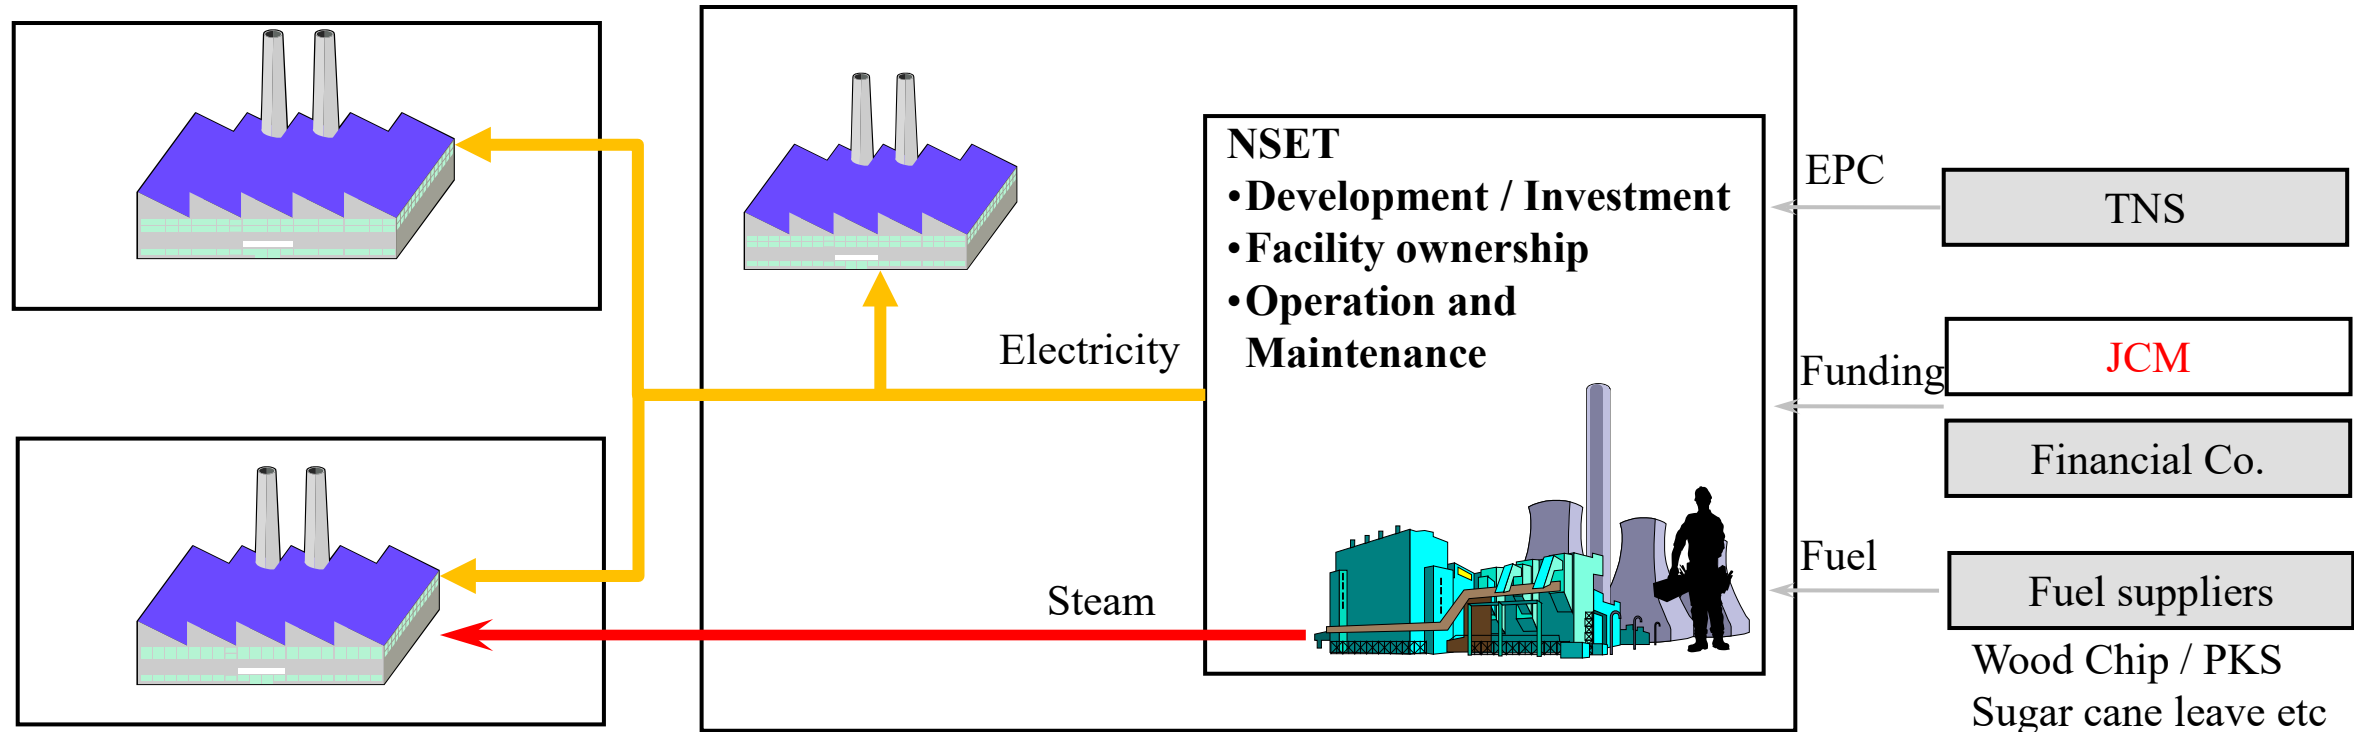 NSET
•Development / Investment
•Facility ownership
•Operation and
Maintenance
Electricity
Steam
EPC
TNS
Funding
JCM
Financial Co.
Fuel
Fuel suppliers
Wood Chip / PKS
Sugar cane leave etc